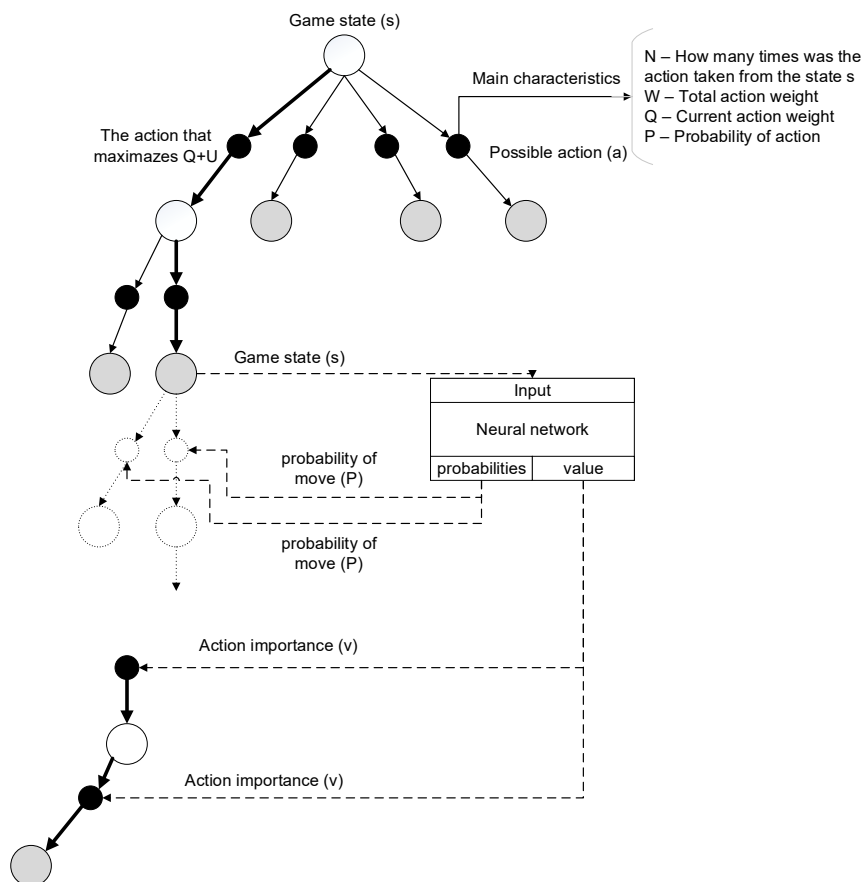 Game state (s)
Main characteristics
N – How many times was the
action taken from the state s
W – Total action weight
Q – Current action weight
P – Probability of action
The action that
maximazes Q+U
Possible action (a)
Game state (s)
Input
Neural network
probabilities
value
probability of
move (P)
probability of
move (P)
Action importance (v)
Action importance (v)